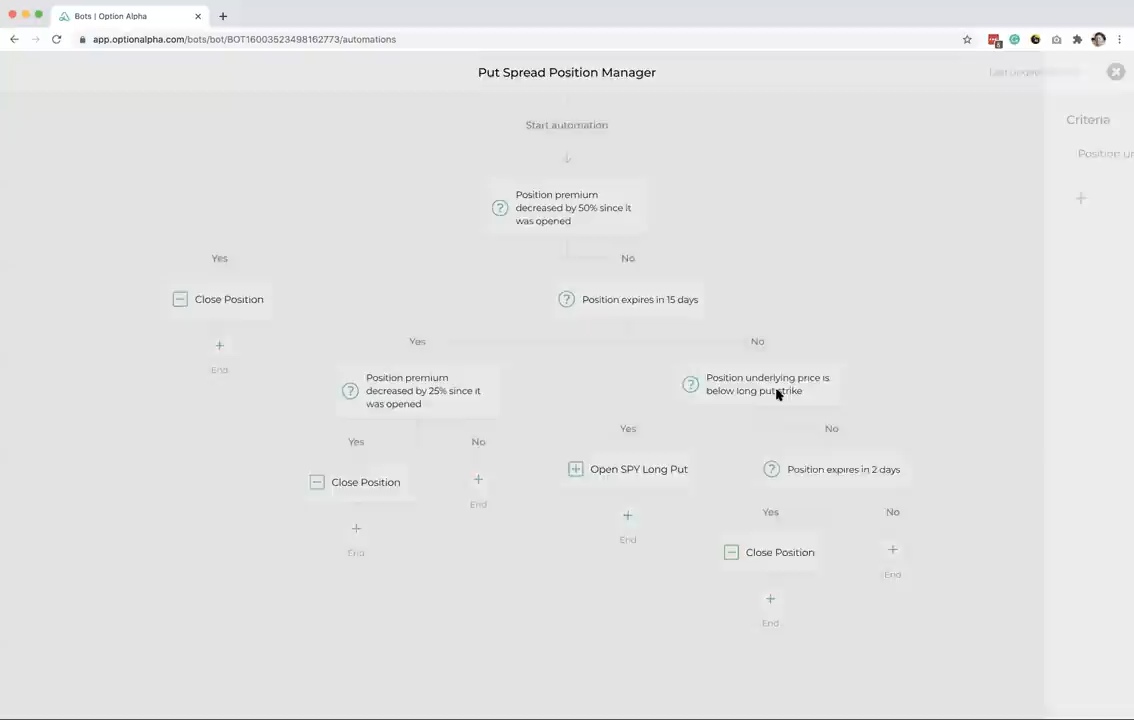 Bots | Option Alpha
app.optionalpha.com/bots/bot/BOT16003523498162773/automations
Put Spread Position Manager
Criteria
Start automation
Position un
Position premium
decreased by 50% since it
was opened
Yes
No
Close Position
Position expires in 15 days
End
Yes
No
Position premium
decreased by 25% since it
was opened
Position underlying price is
below long put strike
Yes
No
Yes
No
Close Position
End
Open SPY Long Put
Position expires in 2 days
End
End
Yes
No
Close Position
End
End